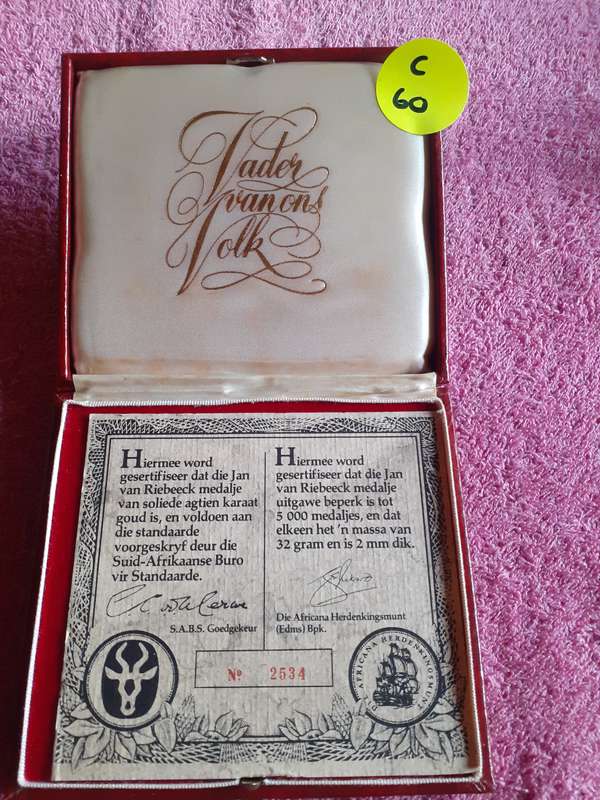 C
60
Vader
van ons
Volk
Hiermee word
gesertifiseer dat die Jan
van Riebeeck medalje
van soliede agtien karaat
goud is, en voldoen aan
die standaarde
voorgeskryf deur die
Suid-Afrikaanse Buro
vir Standaarde.
S.A.B.S. Goedgekeur
Hiermee word
gesertifiseer dat die Jan
van Riebeeck medalje
uitgawe beperk is tot
5 000 medaljes, en dat
elkeen het 'n massa van
32 gram en is 2 mm dik.
Die Africana Herdenkingsmunt
(Edms) Bpk.
No 2534
DIE AFRICANA HERDENKINGSMUNT